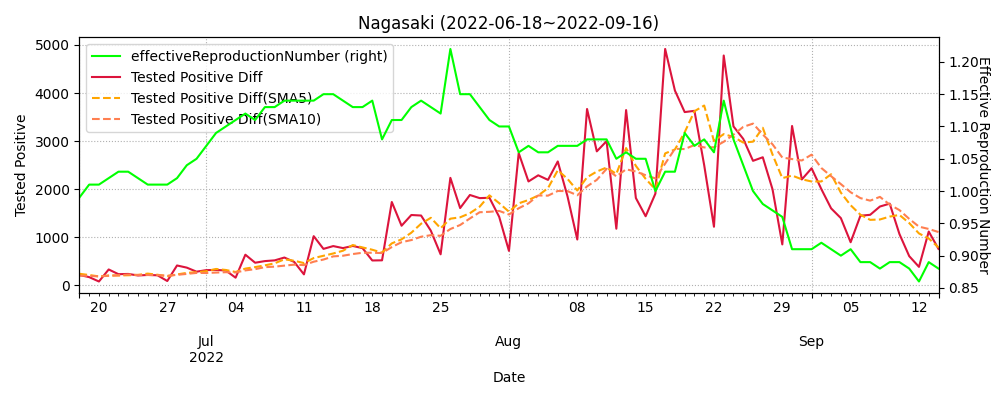 Nagasaki (2022-06-18~2022-09-16)
effectiveReproductionNumber (right)
Tested Positive Diff
Tested Positive Diff(SMA5)
Tested Positive Diff(SMA10)
Tested Positive
5000
4000
3000
2000
1000
0
Effective Reproduction Number
1.20
1.15
1.10
1.05
1.00
0.95
0.90
0.85
20 27 04 11 18 25 08 15 22 29 05 12
Jul Aug Sep
2022
Date